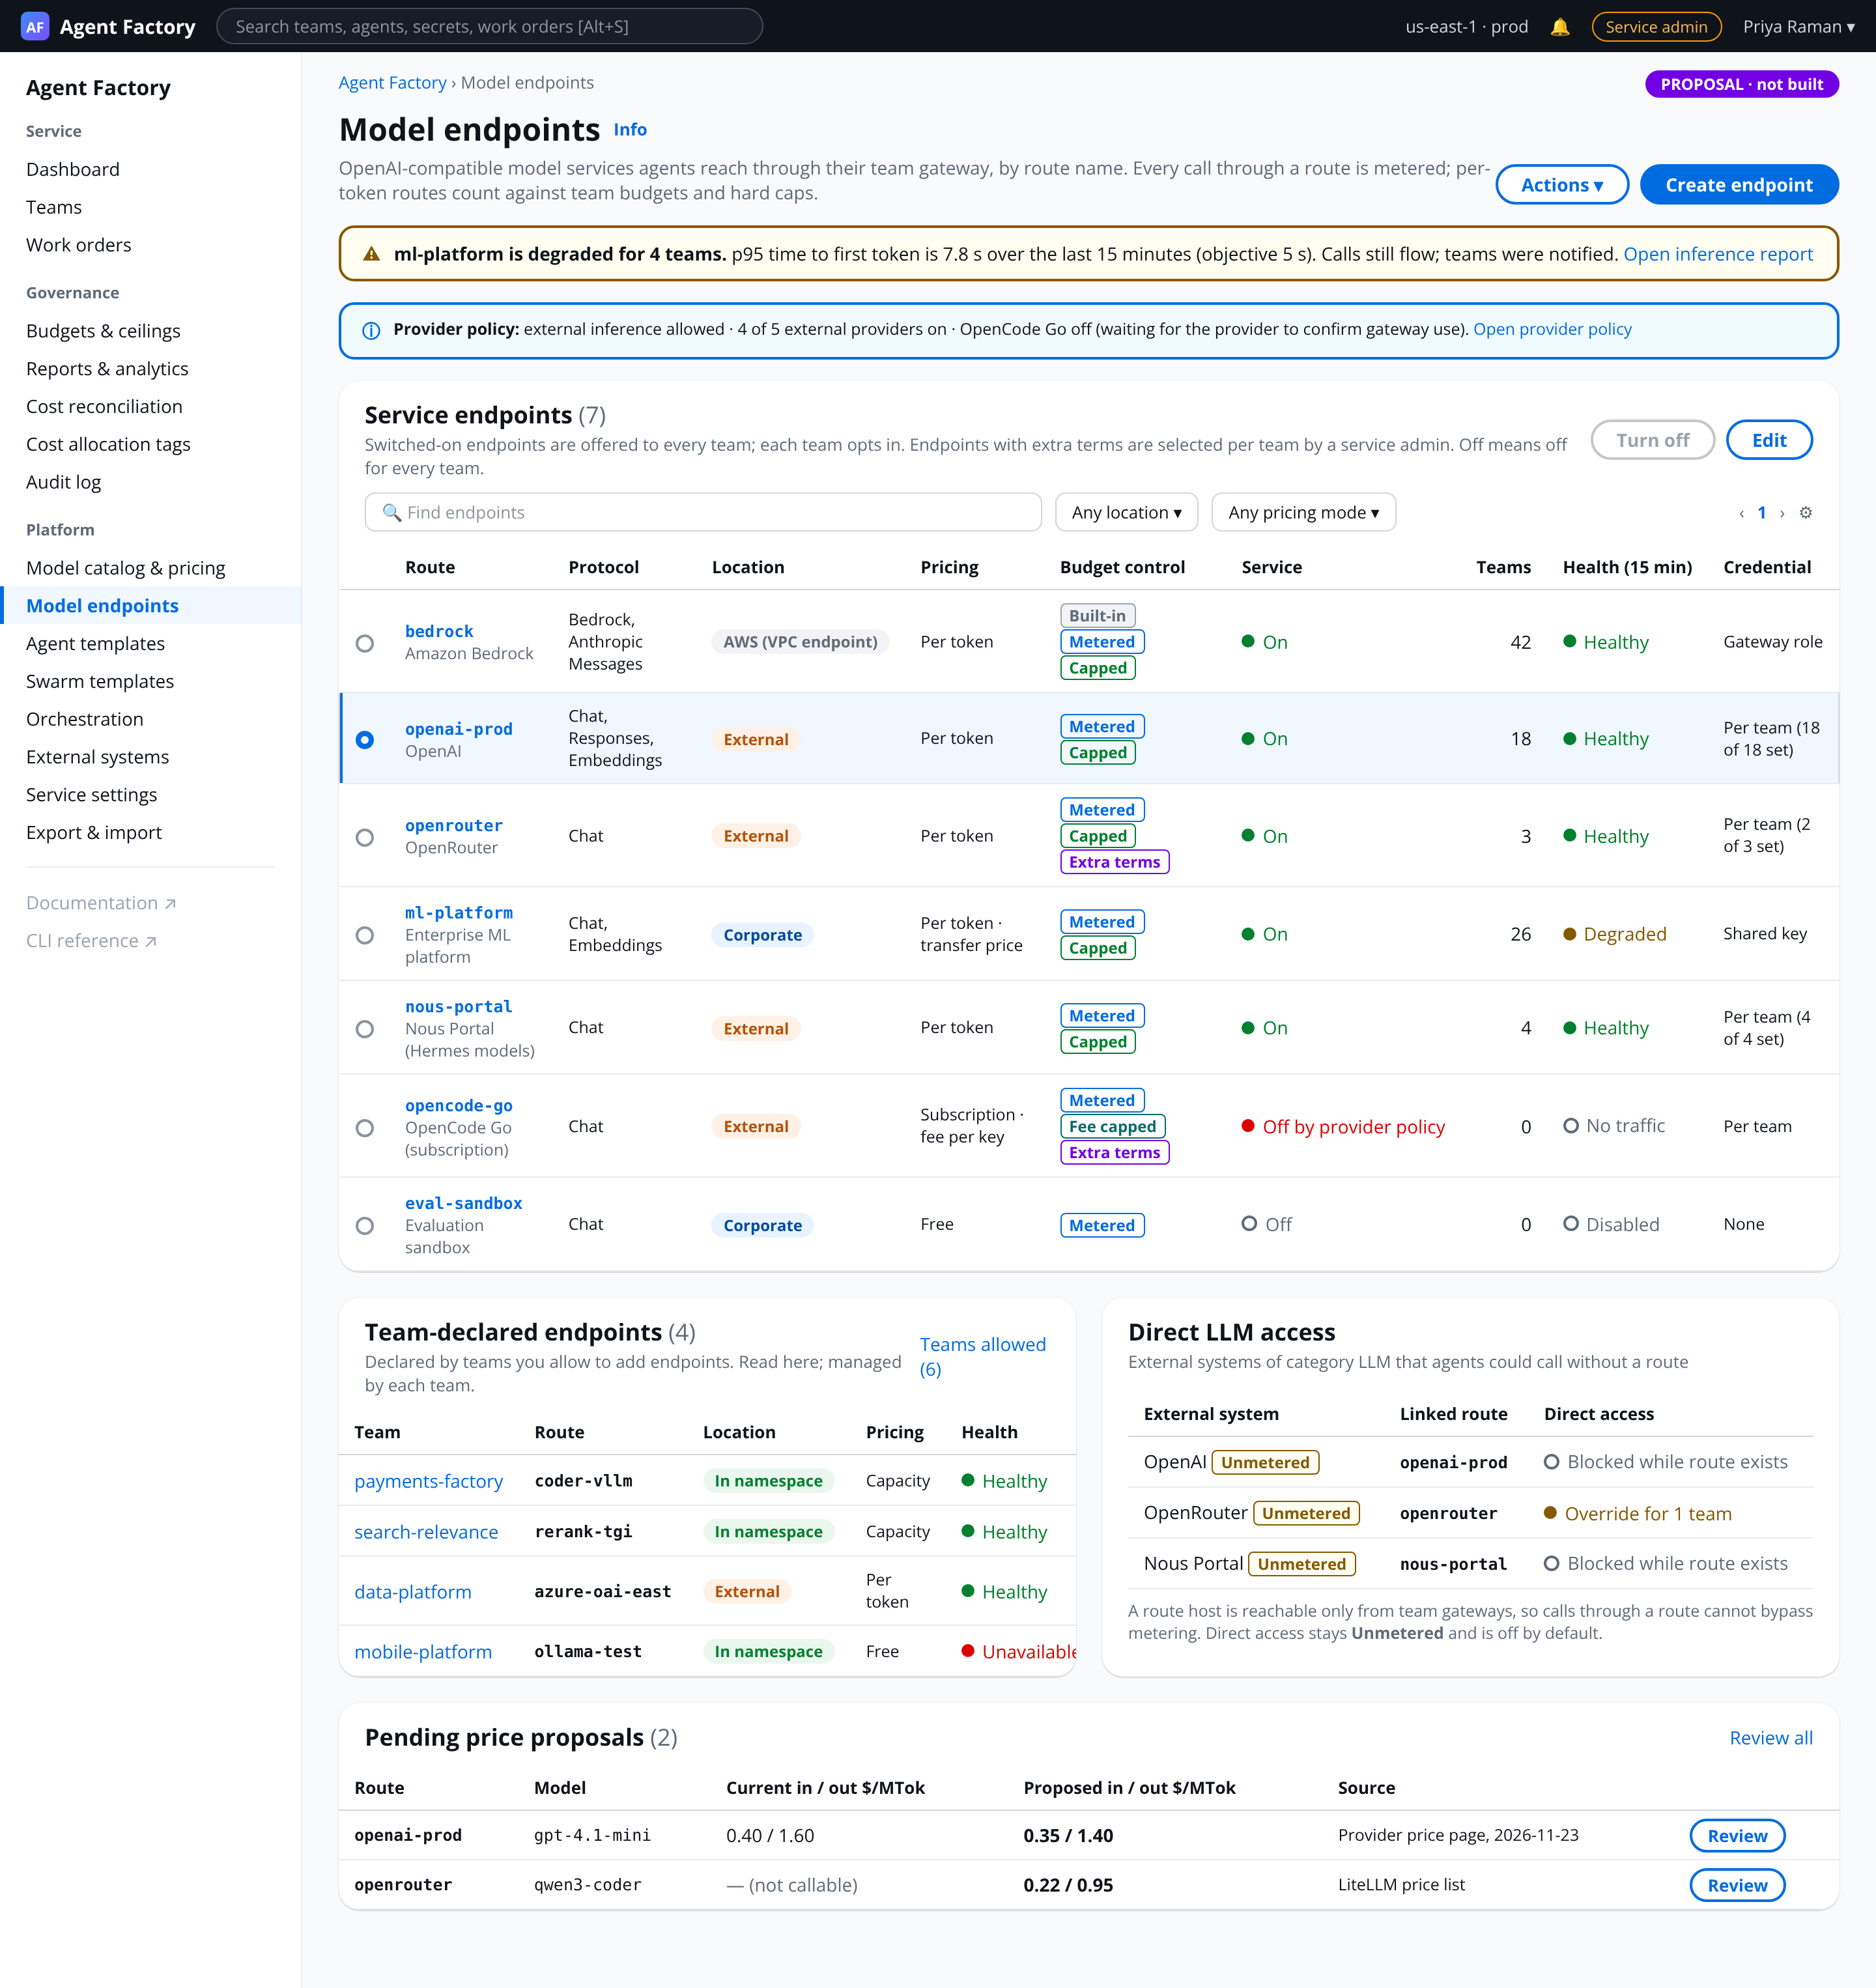 AF Agent Factory
Search teams, agents, secrets, work orders [Alt+S]
us-east-1 · prod
Service admin
Priya Raman ▾
Agent Factory
Service
Dashboard
Teams
Work orders
Governance
Budgets & ceilings
Reports & analytics
Cost reconciliation
Cost allocation tags
Audit log
Platform
Model catalog & pricing
Model endpoints
Agent templates
Swarm templates
Orchestration
External systems
Service settings
Export & import
Documentation ↗
CLI reference ↗
Agent Factory › Model endpoints
PROPOSAL · not built
Model endpoints Info
OpenAI-compatible model services agents reach through their team gateway, by route name. Every call through a route is metered; per-
token routes count against team budgets and hard caps.
Actions ▾
Create endpoint
ml-platform is degraded for 4 teams. p95 time to first token is 7.8 s over the last 15 minutes (objective 5 s). Calls still flow; teams were notified. Open inference report
Provider policy: external inference allowed · 4 of 5 external providers on · OpenCode Go off (waiting for the provider to confirm gateway use). Open provider policy
Service endpoints (7)
Switched-on endpoints are offered to every team; each team opts in. Endpoints with extra terms are selected per team by a service admin. Off means off
for every team.
Turn off
Edit
Find endpoints
Any location ▾
Any pricing mode ▾
‹ 1 ›
Route Protocol Location Pricing Budget control Service Teams Health (15 min) Credential
bedrock
Amazon Bedrock
Bedrock,
Anthropic
Messages
AWS (VPC endpoint)
Per token
Built-in
Metered
Capped
On
42
Healthy
Gateway role
openai-prod
OpenAI
Chat,
Responses,
Embeddings
External
Per token
Metered
Capped
On
18
Healthy
Per team (18
of 18 set)
openrouter
OpenRouter
Chat
External
Per token
Metered
Capped
Extra terms
On
3
Healthy
Per team (2
of 3 set)
ml-platform
Enterprise ML
platform
Chat,
Embeddings
Corporate
Per token ·
transfer price
Metered
Capped
On
26
Degraded
Shared key
nous-portal
Nous Portal
(Hermes models)
Chat
External
Per token
Metered
Capped
On
4
Healthy
Per team (4
of 4 set)
opencode-go
OpenCode Go
(subscription)
Chat
External
Subscription ·
fee per key
Metered
Fee capped
Extra terms
Off by provider policy
0
No traffic
Per team
eval-sandbox
Evaluation
sandbox
Chat
Corporate
Free
Metered
Off
0
Disabled
None
Team-declared endpoints (4)
Declared by teams you allow to add endpoints. Read here; managed
by each team.
Teams allowed
(6)
Team Route Location Pricing Health
payments-factory coder-vllm In namespace Capacity Healthy
search-relevance rerank-tgi In namespace Capacity Healthy
data-platform azure-oai-east External
Per
token
Healthy
mobile-platform ollama-test In namespace Free Unavailable
Direct LLM access
External systems of category LLM that agents could call without a route
External system Linked route Direct access
OpenAI Unmetered openai-prod Blocked while route exists
OpenRouter Unmetered openrouter Override for 1 team
Nous Portal Unmetered nous-portal Blocked while route exists
A route host is reachable only from team gateways, so calls through a route cannot bypass
metering. Direct access stays Unmetered and is off by default.
Pending price proposals (2)
Review all
Route Model Current in / out $/MTok Proposed in / out $/MTok Source
openai-prod gpt-4.1-mini 0.40 / 1.60 0.35 / 1.40 Provider price page, 2026-11-23 Review
openrouter qwen3-coder — (not callable) 0.22 / 0.95 LiteLLM price list Review